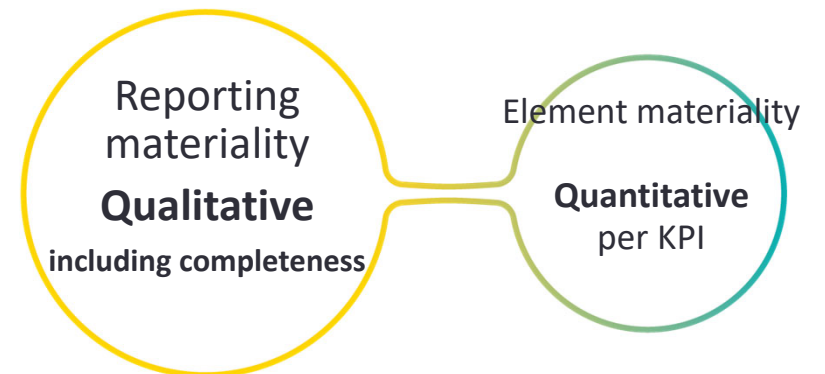 Reporting
materiality
Qualitative
including completeness
Element materiality
Quantitative
per KPI